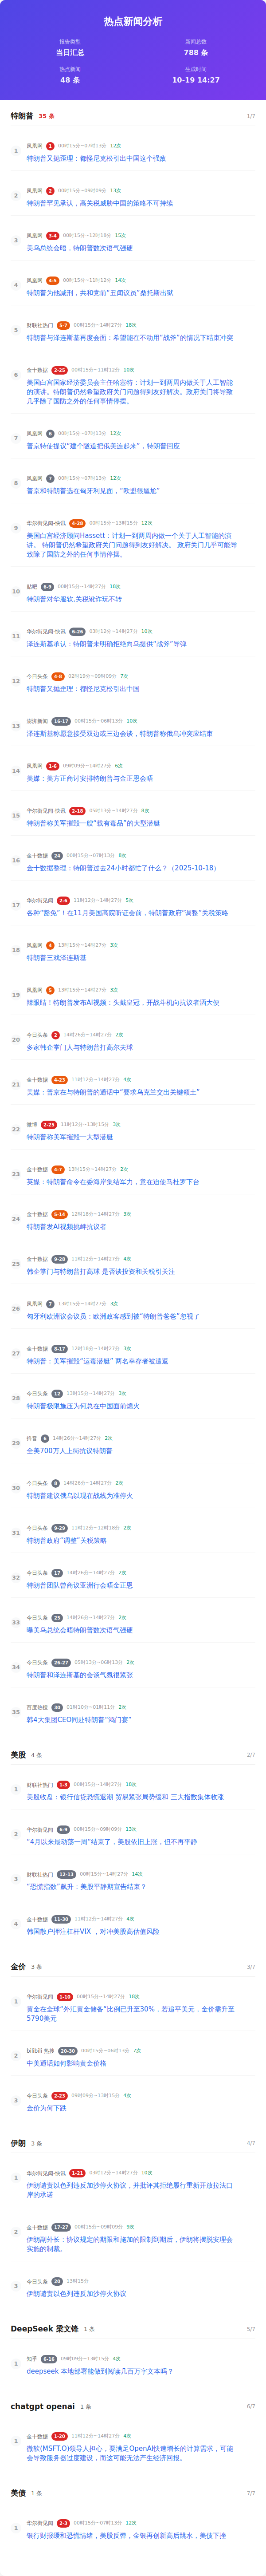 热点新闻分析
报告类型
新闻总数
当日汇总
788 条
热点新闻
生成时间
48 条
10-19 14:27
特朗普 35 条 1/7
1 凤凰网 1 00时15分~07时13分 12次
特朗普又抛歪理：都怪尼克松引出中国这个强敌
2 凤凰网 2 00时15分~09时09分 13次
特朗普罕见承认，高关税威胁中国的策略不可持续
3 凤凰网 3-4 00时15分~12时18分 15次
美乌总统会晤，特朗普数次语气强硬
4 凤凰网 4-5 00时15分~11时12分 14次
特朗普为他减刑，共和党前“丑闻议员”桑托斯出狱
5 财联社热门 5-7 00时15分~14时27分 18次
特朗普与泽连斯基再度会面：希望能在不动用“战斧”的情况下结束冲突
6 金十数据 2-25 00时15分~11时12分 10次
美国白宫国家经济委员会主任哈塞特：计划一到两周内做关于人工智能
的演讲。特朗普仍然希望政府关门问题得到友好解决。政府关门将导致
几乎除了国防之外的任何事情停摆。
7 凤凰网 6 00时15分~07时13分 12次
普京特使提议“建个隧道把俄美连起来”，特朗普回应
8 凤凰网 7 00时15分~07时13分 12次
普京和特朗普选在匈牙利见面，“欧盟很尴尬”
9 华尔街见闻-快讯 4-28 00时15分~13时15分 12次
美国白宫经济顾问Hassett：计划一到两周内做一个关于人工智能的演
讲。 特朗普仍然希望政府关门问题得到友好解决。 政府关门几乎可能导
致除了国防之外的任何事情停摆。
10 贴吧 6-9 00时15分~14时27分 18次
特朗普对华服软,关税讹诈玩不转
11 华尔街见闻-快讯 6-26 03时12分~14时27分 10次
泽连斯基承认：特朗普未明确拒绝向乌提供“战斧”导弹
12 今日头条 4-8 02时19分~09时09分 7次
特朗普又抛歪理：都怪尼克松引出中国
13 澎湃新闻 16-17 00时15分~06时13分 10次
泽连斯基称愿意接受双边或三边会谈，特朗普称俄乌冲突应结束
14 凤凰网 1-6 09时09分~14时27分 6次
美媒：美方正商讨安排特朗普与金正恩会晤
15 华尔街见闻-快讯 2-18 05时13分~14时27分 8次
特朗普称美军摧毁一艘“载有毒品”的大型潜艇
16 金十数据 24 00时15分~07时13分 8次
金十数据整理：特朗普过去24小时都忙了什么？（2025-10-18）
17 华尔街见闻 2-6 11时12分~14时27分 5次
各种“豁免”！在11月美国高院听证会前，特朗普政府“调整”关税策略
18 凤凰网 4 13时15分~14时27分 3次
特朗普三戏泽连斯基
19 凤凰网 5 13时15分~14时27分 3次
辣眼睛！特朗普发布AI视频：头戴皇冠，开战斗机向抗议者洒大便
20 今日头条 2 14时26分~14时27分 2次
多家韩企掌门人与特朗普打高尔夫球
21 金十数据 4-23 11时12分~14时27分 4次
美媒：普京在与特朗普的通话中“要求乌克兰交出关键领土”
22 微博 2-25 11时12分~13时15分 3次
特朗普称美军摧毁一大型潜艇
23 金十数据 4-7 13时15分~14时27分 2次
英媒：特朗普命令在委海岸集结军力，意在迫使马杜罗下台
24 金十数据 5-14 12时18分~14时27分 3次
特朗普发AI视频挑衅抗议者
25 金十数据 9-28 11时12分~14时27分 4次
韩企掌门与特朗普打高球 是否谈投资和关税引关注
26 凤凰网 7 13时15分~14时27分 3次
匈牙利欧洲议会议员：欧洲政客感到被“特朗普爸爸”忽视了
27 金十数据 8-17 12时18分~14时27分 3次
特朗普：美军摧毁“运毒潜艇” 两名幸存者被遣返
28 今日头条 12 13时15分~14时27分 3次
特朗普极限施压为何总在中国面前熄火
29 抖音 6 14时26分~14时27分 2次
全美700万人上街抗议特朗普
30 今日头条 8 14时26分~14时27分 2次
特朗普建议俄乌以现在战线为准停火
31 今日头条 9-29 11时12分~12时18分 2次
特朗普政府“调整”关税策略
32 今日头条 17 14时26分~14时27分 2次
特朗普团队曾商议亚洲行会晤金正恩
33 今日头条 25 14时26分~14时27分 2次
曝美乌总统会晤特朗普数次语气强硬
34 今日头条 26-27 05时13分~06时13分 2次
特朗普和泽连斯基的会谈气氛很紧张
35 百度热搜 30 01时10分~01时11分 2次
韩4大集团CEO同赴特朗普“鸿门宴”
美股 4 条 2/7
1 财联社热门 1-3 00时15分~14时27分 18次
美股收盘：银行信贷恐慌退潮 贸易紧张局势缓和 三大指数集体收涨
2 华尔街见闻 6-9 00时15分~09时09分 13次
“4月以来最动荡一周”结束了，美股依旧上涨，但不再平静
3 财联社热门 12-13 00时15分~14时27分 14次
“恐慌指数”飙升：美股平静期宣告结束？
4 金十数据 11-30 11时12分~14时27分 4次
韩国散户押注杠杆VIX ，对冲美股高估值风险
金价 3 条 3/7
1 华尔街见闻 1-10 00时15分~14时27分 18次
黄金在全球“外汇黄金储备”比例已升至30%，若追平美元，金价需升至
5790美元
2 bilibili 热搜 20-30 00时15分~06时13分 7次
中美通话如何影响黄金价格
3 今日头条 2-23 09时09分~13时15分 4次
金价为何下跌
伊朗 3 条 4/7
1 华尔街见闻-快讯 1-21 03时12分~14时27分 10次
伊朗谴责以色列违反加沙停火协议，并批评其拒绝履行重新开放拉法口
岸的承诺
2 金十数据 17-27 00时15分~09时09分 9次
伊朗副外长：协议规定的期限和施加的限制到期后，伊朗将摆脱安理会
实施的制裁。
3 今日头条 20 13时15分
伊朗谴责以色列违反加沙停火协议
DeepSeek 梁文锋 1 条 5/7
1 知乎 6-16 09时09分~13时15分 4次
deepseek 本地部署能做到阅读几百万字文本吗？
chatgpt openai 1 条 6/7
1 金十数据 1-20 11时12分~14时27分 4次
微软(MSFT.O)领导人担心，要满足OpenAI快速增长的计算需求，可能
会导致服务器过度建设，而这可能无法产生经济回报。
美债 1 条 7/7
1 华尔街见闻 2-3 00时15分~07时13分 12次
银行财报缓和恐慌情绪，美股反弹，金银再创新高后跳水，美债下挫